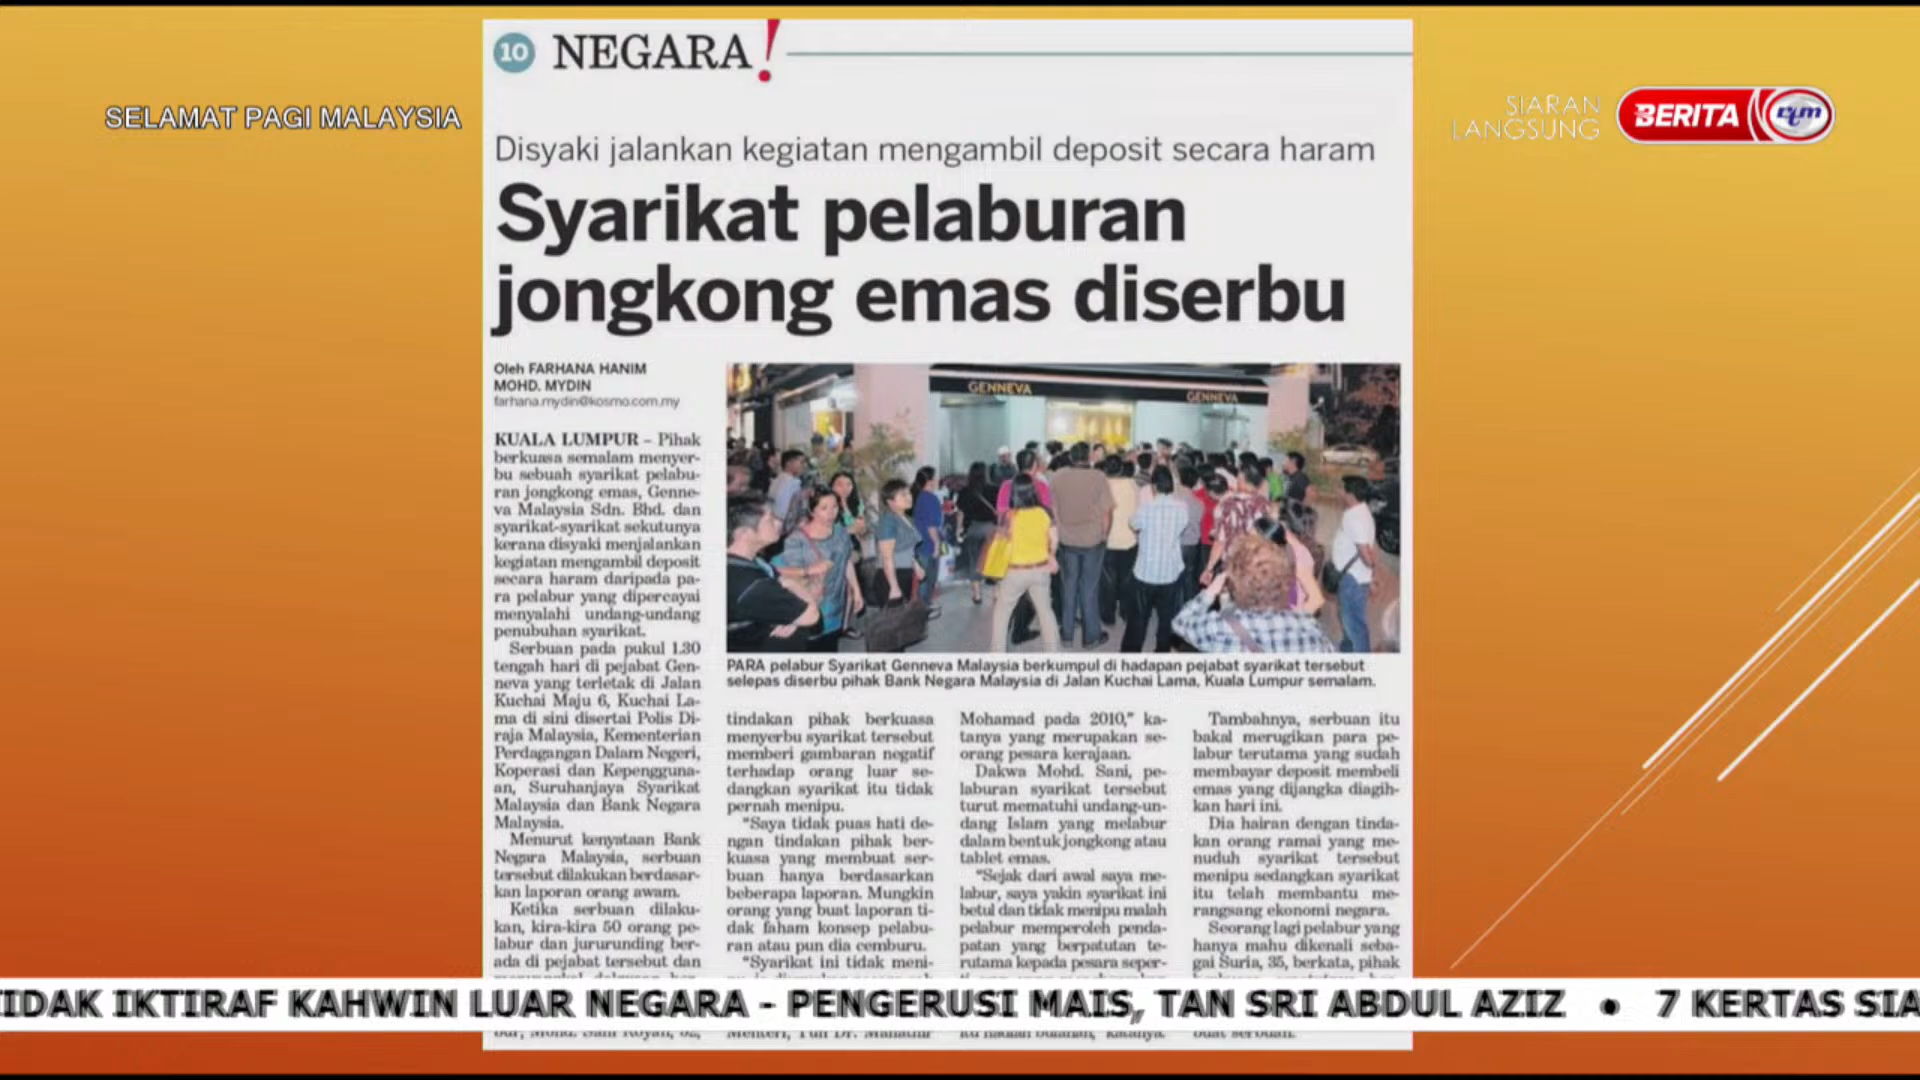 10 NEGARA!
SELAMAT PAGI MALAYSIA
SIARAN
LANGSUNG
BERITA rtm
Disyaki jalankan kegiatan mengambil deposit secara haram
Syarikat pelaburan
jongkong emas diserbu
Oleh FARHANA HANIM
MOHD. MYDIN
farhana.mydin@kosmo.com.my
KUALA LUMPUR – Pihak
berkuasa semalam menyer-
bu sebuah syarikat pelabu-
ran jongkong emas, Genne-
va Malaysia Sdn. Bhd. dan
syarikat-syarikat sekutunya
kerana disyaki menjalankan
kegiatan mengambil deposit
secara haram daripada pa-
ra pelabur yang dipercayai
menyalahi undang-undang
penubuhan syarikat.
Serbuan pada pukul 1.30
tengah hari di pejabat Gen-
neva yang terletak di Jalan
Kuchai Maju 6, Kuchai La-
ma di sini disertai Polis Di-
raja Malaysia, Kementerian
Perdagangan Dalam Negeri,
Koperasi dan Kepengguna-
an, Suruhanjaya Syarikat
Malaysia dan Bank Negara
Malaysia.
Menurut kenyataan Bank
Negara Malaysia, serbuan
tersebut dilakukan berdasar-
kan laporan orang awam.
Ketika serbuan dilaku-
kan, kira-kira 50 orang pe-
labur dan jururunding ber-
ada di pejabat tersebut dan
GENNEVA
GENNEVA
PARA pelabur Syarikat Genneva Malaysia berkumpul di hadapan pejabat syarikat tersebut
selepas diserbu pihak Bank Negara Malaysia di Jalan Kuchai Lama, Kuala Lumpur semalam.
tindakan pihak berkuasa
menyerbu syarikat tersebut
memberi gambaran negatif
terhadap orang luar se-
dangkan syarikat itu tidak
pernah menipu.
"Saya tidak puas hati de-
ngan tindakan pihak ber-
kuasa yang membuat ser-
buan hanya berdasarkan
beberapa laporan. Mungkin
orang yang buat laporan ti-
dak faham konsep pelabu-
ran atau pun dia cemburu.
"Syarikat ini tidak meni-
Mohamad pada 2010," ka-
tanya yang merupakan se-
orang pesara kerajaan.
Dakwa Mohd. Sani, pe-
laburan syarikat tersebut
turut mematuhi undang-un-
dang Islam yang melabur
dalam bentuk jongkong atau
tablet emas.
"Sejak dari awal saya me-
labur, saya yakin syarikat ini
betul dan tidak menipu malah
pelabur memperoleh penda-
patan yang berpatutan te-
rutama kepada pesara seper-
Tambahnya, serbuan itu
bakal merugikan para pe-
labur terutama yang sudah
membayar deposit membeli
emas yang dijangka diagih-
kan hari ini.
Dia hairan dengan tinda-
kan orang ramai yang me-
nuduh syarikat tersebut
menipu sedangkan syarikat
itu telah membantu me-
rangsang ekonomi negara.
Seorang lagi pelabur yang
hanya mahu dikenali seba-
gai Suria, 35, berkata, pihak
TIDAK IKTIRAF KAHWIN LUAR NEGARA - PENGERUSI MAIS, TAN SRI ABDUL AZIZ • 7 KERTAS SIA